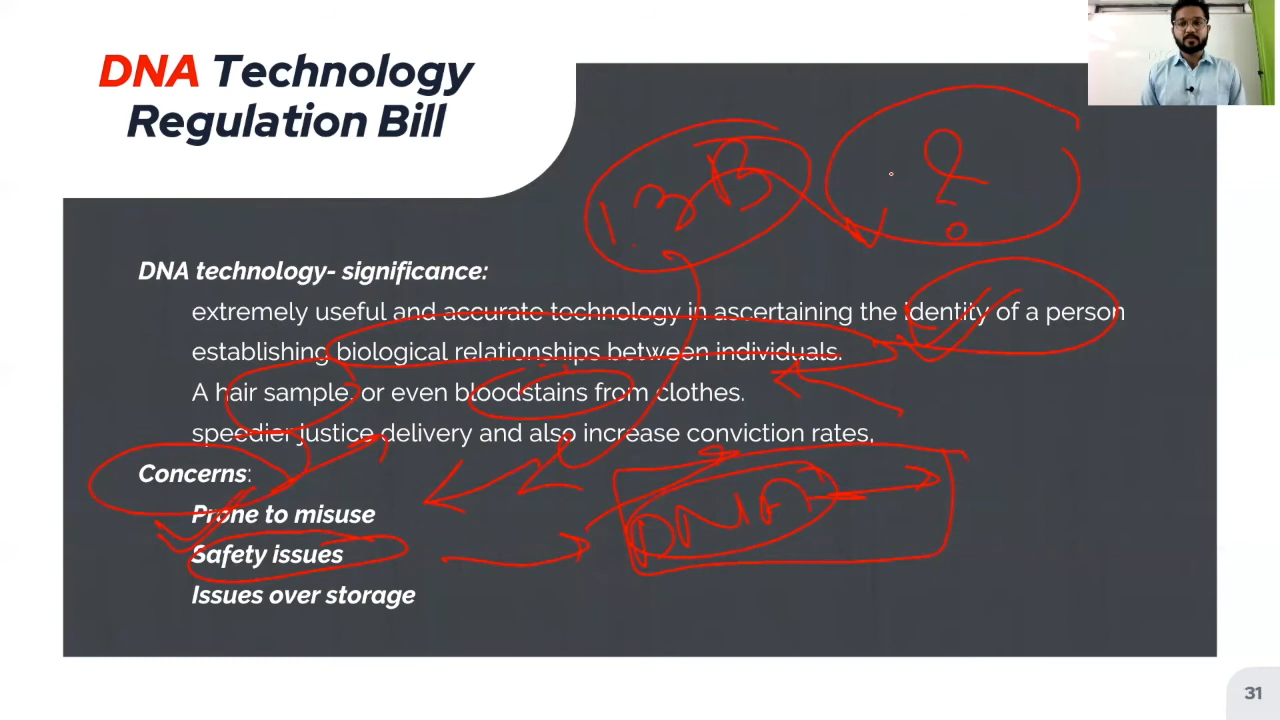 DNA Technology
Regulation Bill
1.3B
?
DNA technology- significance:
extremely useful and accurate technology in ascertaining the identity of a person
establishing biological relationships between individuals.
A hair sample, or even bloodstains from clothes.
speedier justice delivery and also increase conviction rates,
Concerns:
Prone to misuse
DNA
Safety issues
Issues over storage
31